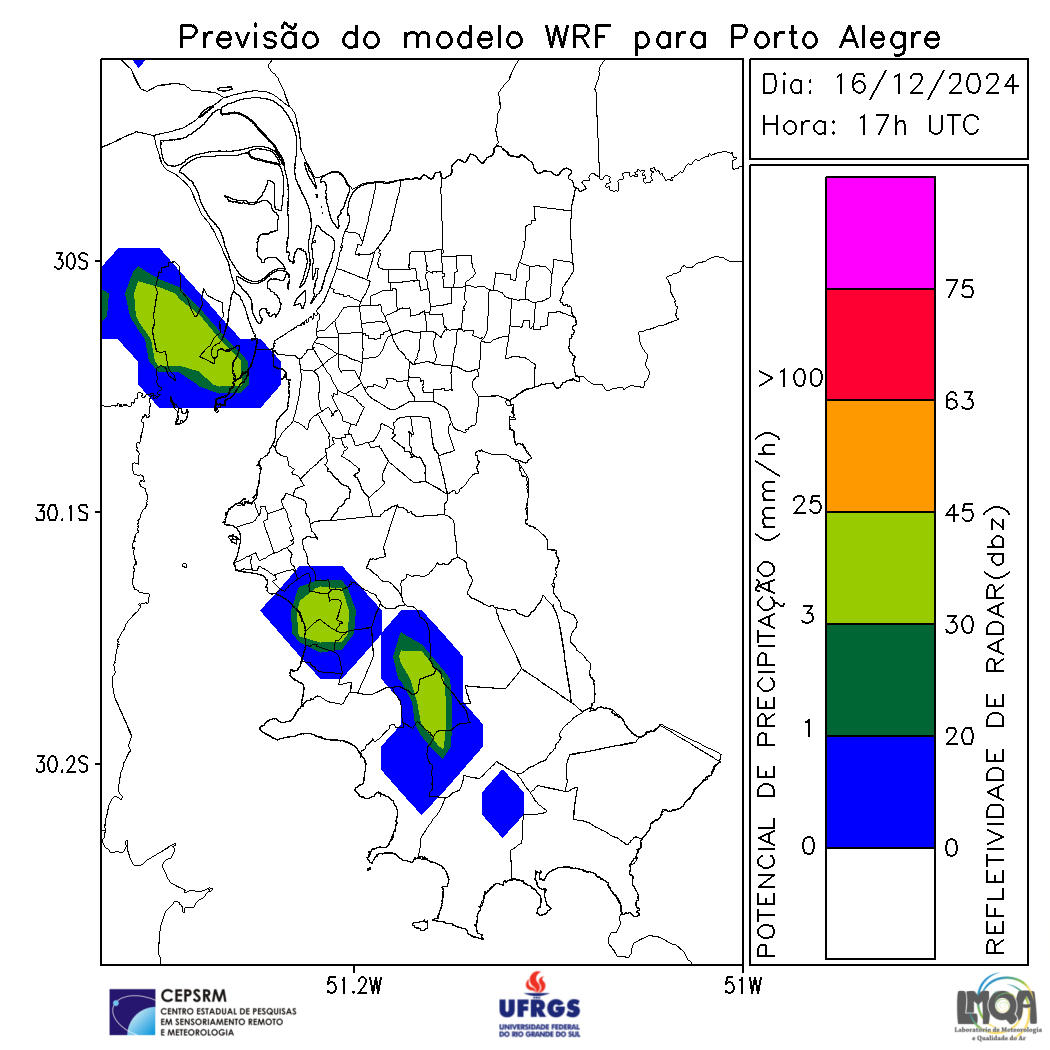 Previsão do modelo WRF para Porto Alegre
Dia: 16/12/2024
Hora: 17h UTC
30S
30.1S
30.2S
51.2W
51W
POTENCIAL DE PRECIPITAÇÃO (mm/h)
>100
25
3
1
0
75
63
45
30
20
0
REFLETIVIDADE DE RADAR(dbz)
CEPSRM
CENTRO ESTADUAL DE PESQUISAS
EM SENSORIAMENTO REMOTO
E METEOROLOGIA
UFRGS
UNIVERSIDADE FEDERAL
DO RIO GRANDE DO SUL
LMQA
Laboratório de Meteorologia
e Qualidade do Ar